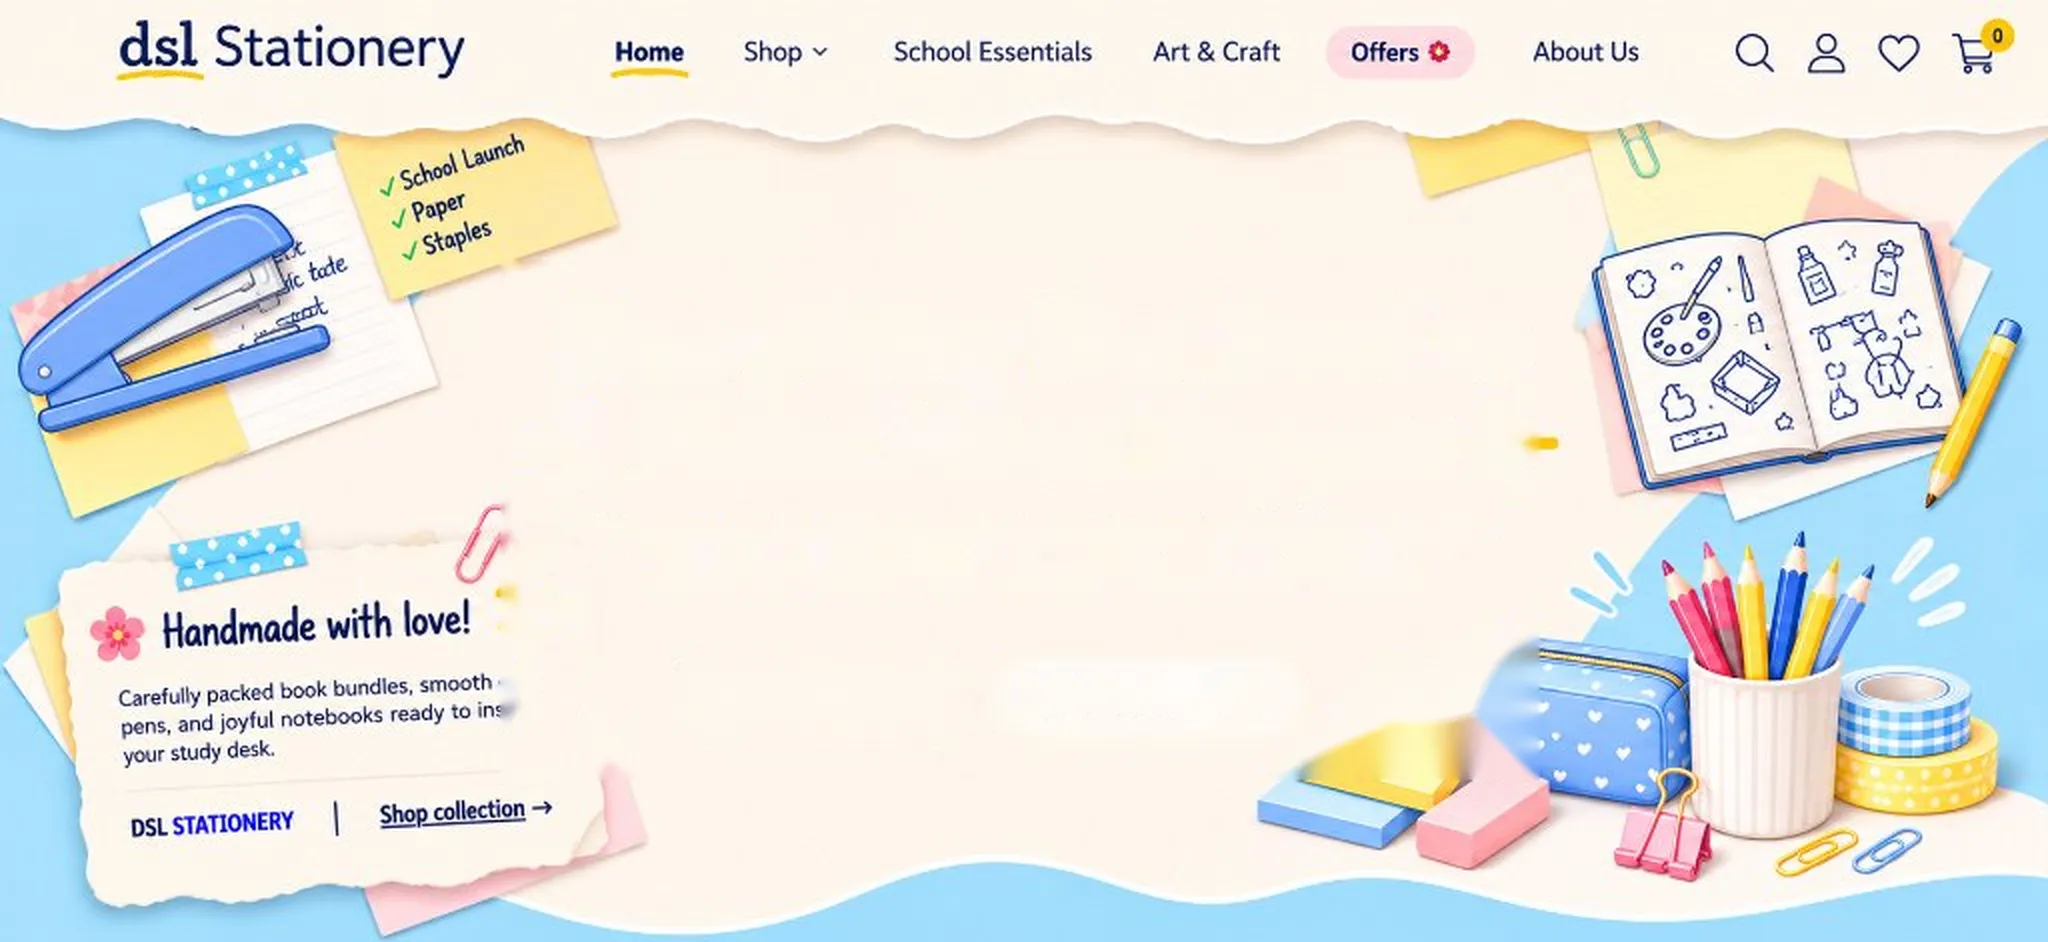 dsl Stationery
Home
Shop
School Essentials
Art & Craft
Offers
About Us
0
✓ School Launch
✓ Paper
✓ Staples
Handmade with love!
Carefully packed book bundles, smooth
pens, and joyful notebooks ready to
your study desk.
DSL STATIONERY | Shop collection →